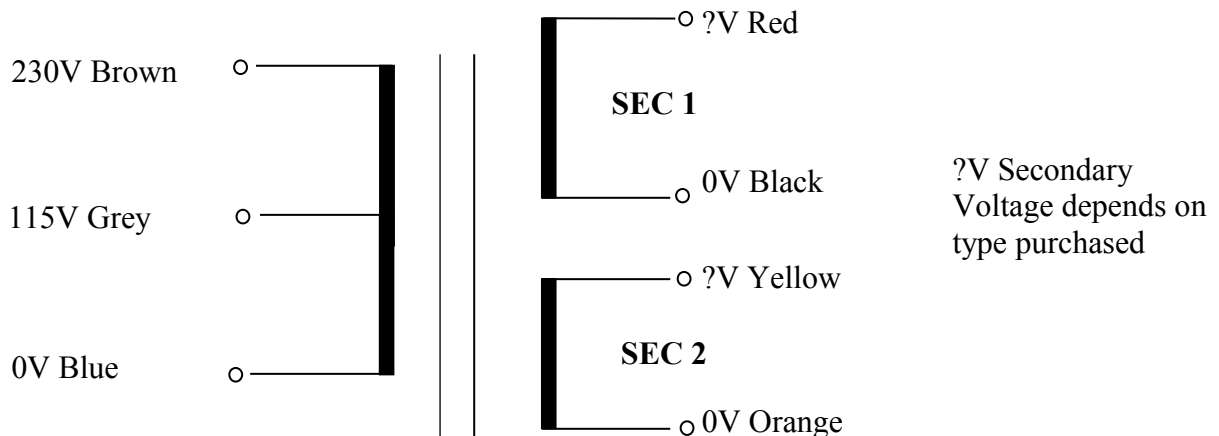 230V Brown
115V Grey
0V Blue
?V Red
SEC 1
0V Black
?V Yellow
SEC 2
0V Orange
?V Secondary
Voltage depends on
type purchased